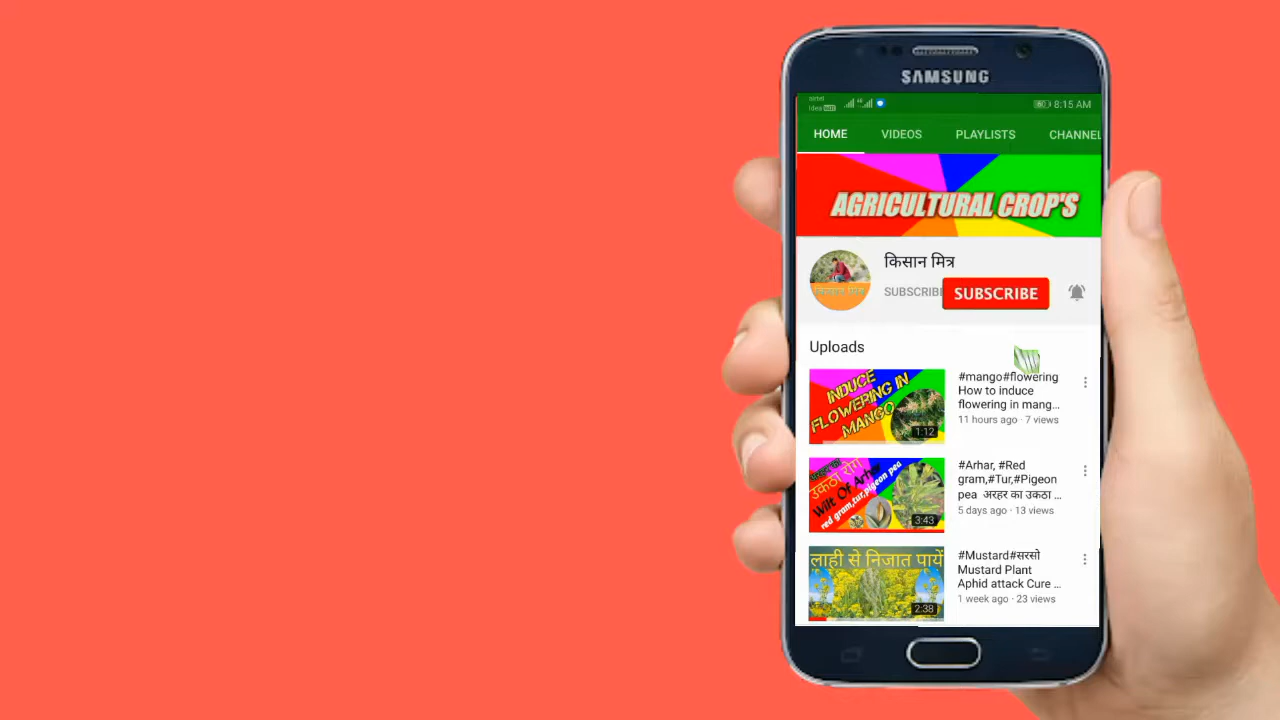 SAMSUNG
airtel
Idea
8:15 AM
HOME VIDEOS PLAYLISTS CHANNEL
AGRICULTURAL CROP'S
किसान मित्र
SUBSCRIBE SUBSCRIBE
Uploads
INDUCE
FLOWERING IN
MANGO
1:12
#mango#flowering
How to induce
flowering in mang...
11 hours ago · 7 views
उकठा रोग
Wilt Of Arhar
red gram,tur,pigeon pea
3:43
#Arhar, #Red
gram,#Tur,#Pigeon
pea अरहर का उकठा ...
5 days ago · 13 views
लाही से निजात पायें
2:38
#Mustard#सरसो
Mustard Plant
Aphid attack Cure ...
1 week ago · 23 views